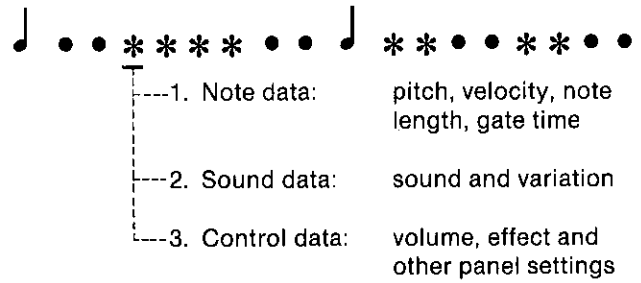 ♩ • • * * * * • • ♩ * * • • * * • •
1. Note data: pitch, velocity, note
length, gate time
2. Sound data: sound and variation
3. Control data: volume, effect and
other panel settings